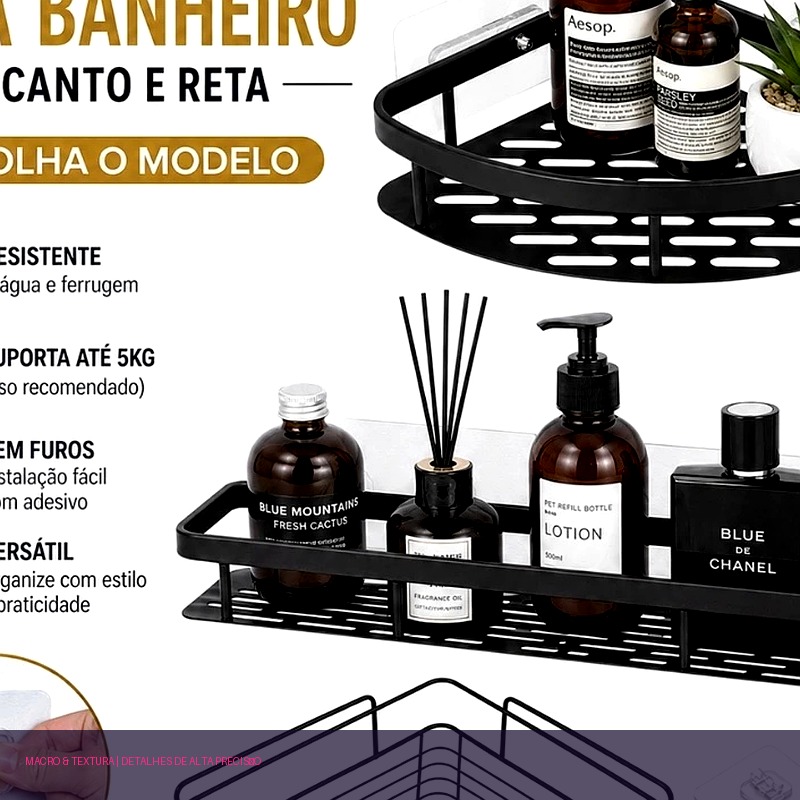 A BANHEIRO
CANTO E RETA
OLHA O MODELO
ESISTENTE
água e ferrugem
UPORTA ATÉ 5KG
so recomendado)
EM FUROS
stalação fácil
om adesivo
ERSÁTIL
ganize com estilo
praticidade
Aesop.
Aesop.
PARSLEY
SEED
BLUE MOUNTAINS
FRESH CACTUS
FRAGRANCE OIL
PET REFILL BOTTLE
LOTION
500ml
BLUE
DE
CHANEL
MACRO & TEXTURA | DETALHES DE ALTA PRECISÃO